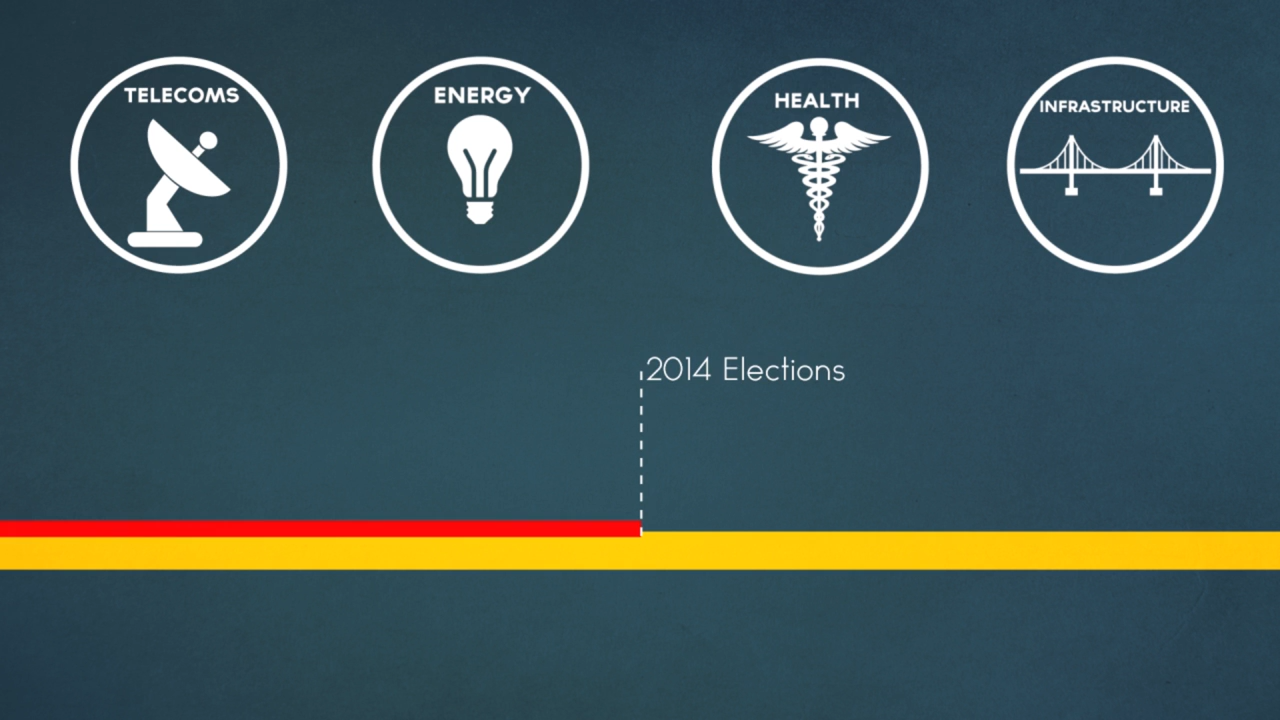 TELECOMS
ENERGY
HEALTH
INFRASTRUCTURE
2014 Elections